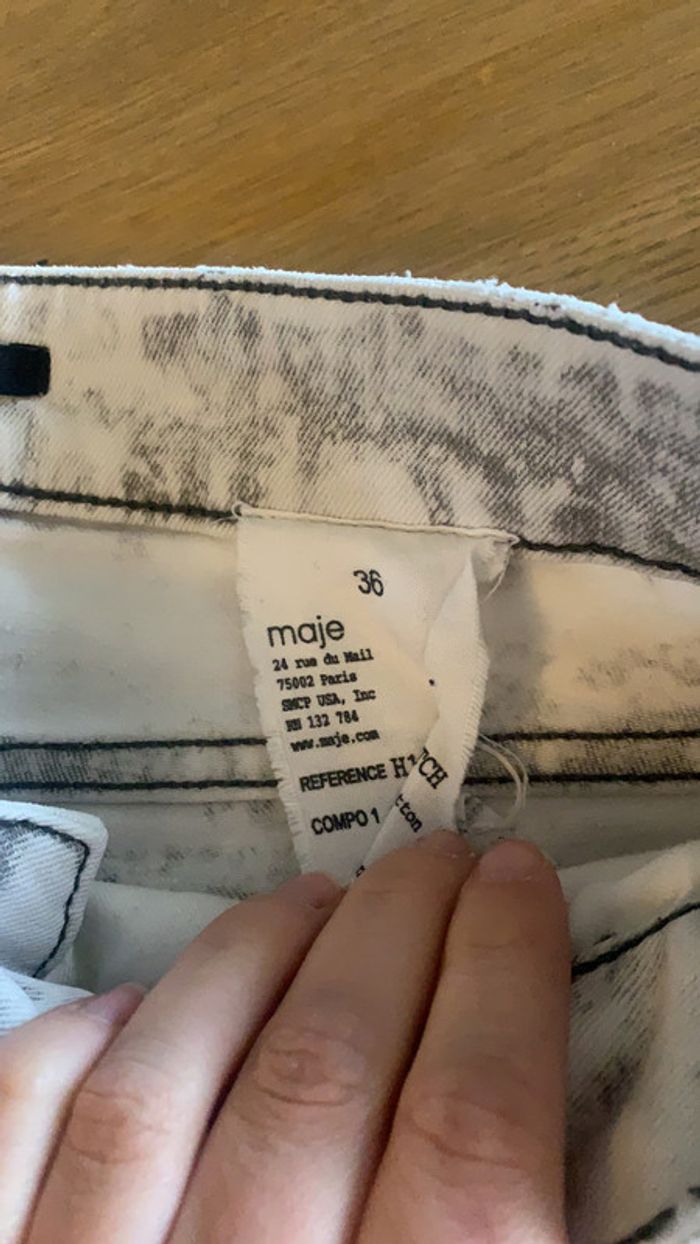 36
maje
24 rue du Mail
75002 Paris
SMCP USA, Inc
RN 132 784
www.maje.com
REFERENCE
COMPO 1